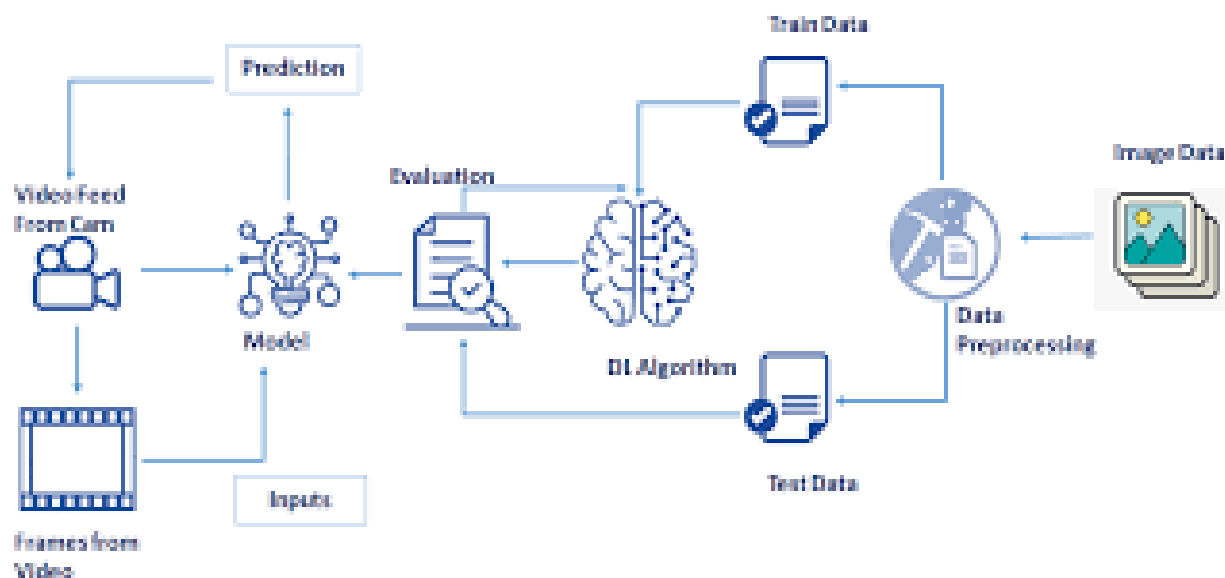 Train Data
Prediction
Image Data
Evaluation
Video Feed
From Cam
Model
Data
Preprocessing
DL Algorithm
Inputs
Test Data
Frames from
Video